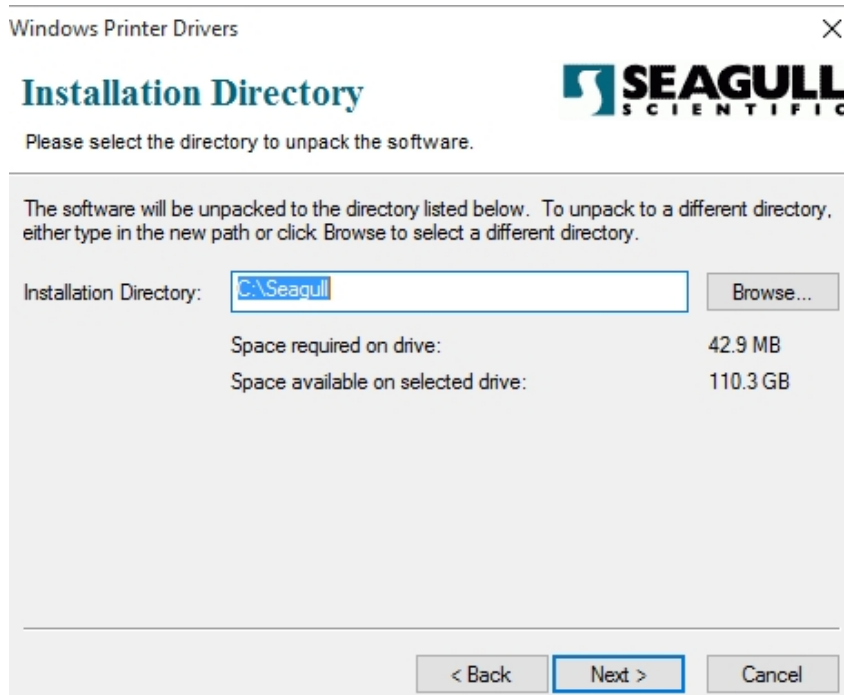 Windows Printer Drivers
Installation Directory
SEAGULL
SCIENTIFIC
Please select the directory to unpack the software.
The software will be unpacked to the directory listed below. To unpack to a different directory,
either type in the new path or click Browse to select a different directory.
Installation Directory: C:\Seagull Browse...
Space required on drive: 42.9 MB
Space available on selected drive: 110.3 GB
< Back Next > Cancel